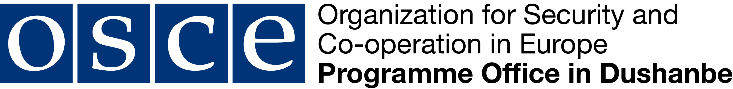 osce Organization for Security and
Co-operation in Europe
Programme Office in Dushanbe